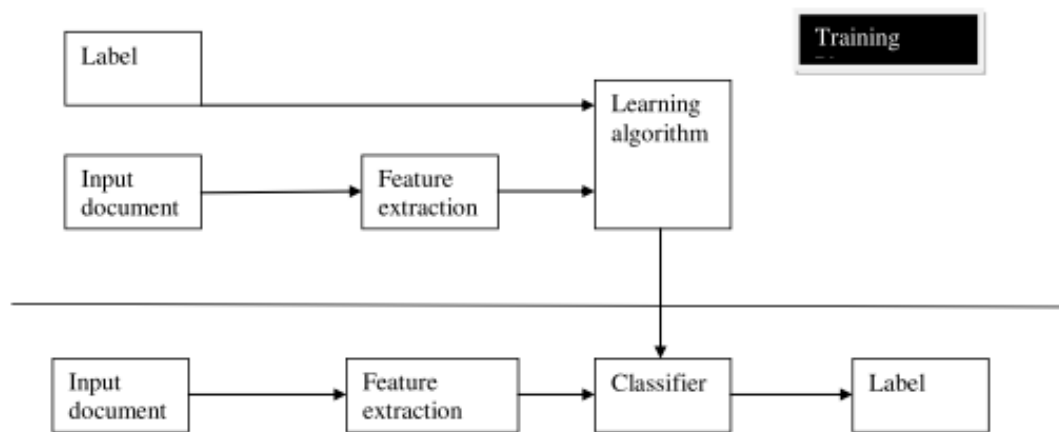 Label
Training
Learning
algorithm
Input
document
Feature
extraction
Input
document
Feature
extraction
Classifier
Label